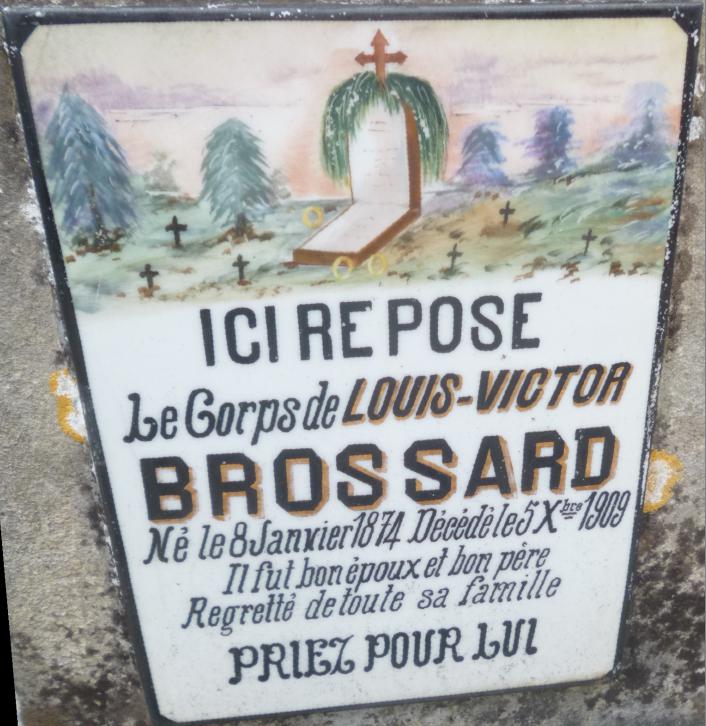 ICI REPOSE
Le Corps de LOUIS-VICTOR
BROSSARD
Né le 8 Janvier 1874 Décédé le 5 Xbre 1909
Il fut bon époux et bon père
Regretté de toute sa famille
PRIEZ POUR LUI